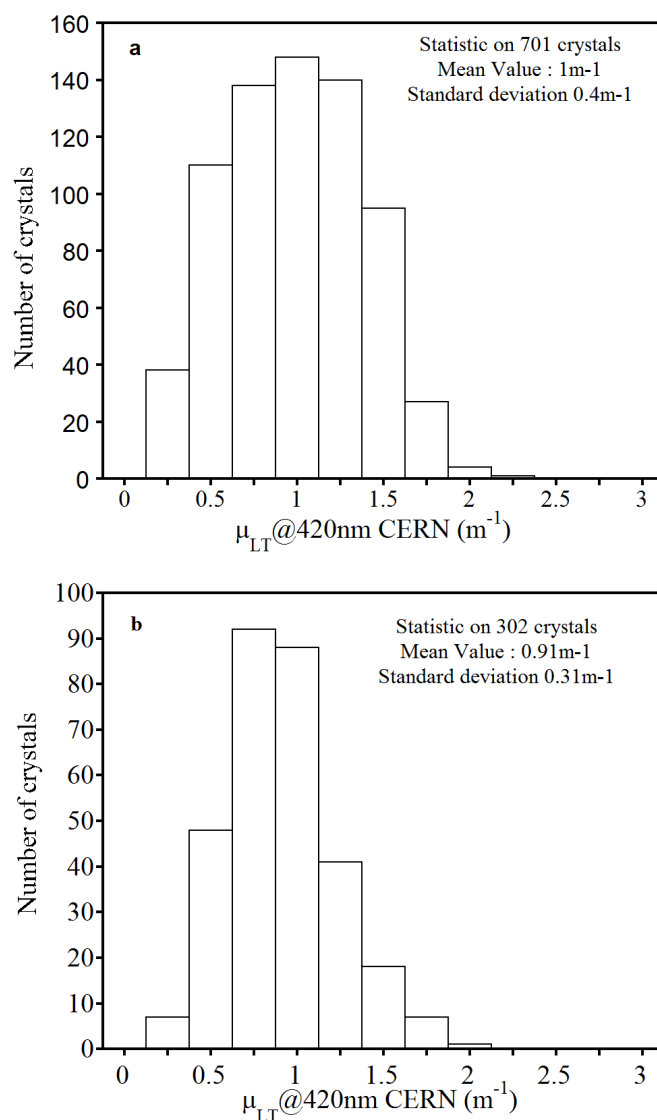 160
a
Statistic on 701 crystals
Mean Value : 1m-1
Standard deviation 0.4m-1
140
120
100
80
60
40
20
0
Number of crystals
0 0.5 1 1.5 2 2.5 3
μLT@420nm CERN (m-1)
100
b
Statistic on 302 crystals
Mean Value : 0.91m-1
Standard deviation 0.31m-1
90
80
70
60
50
40
30
20
10
0
Number of crystals
0 0.5 1 1.5 2 2.5 3
μLT@420nm CERN (m-1)